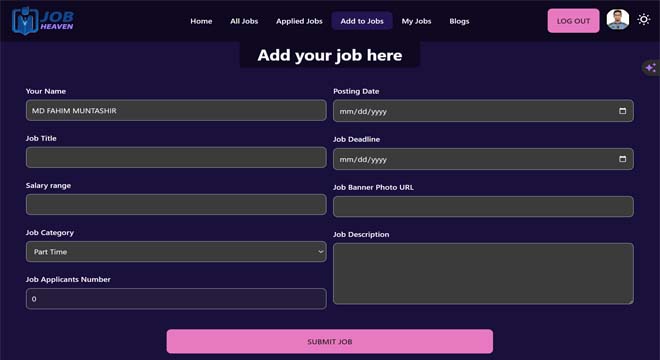 JOB
HEAVEN
Home
All Jobs
Applied Jobs
Add to Jobs
My Jobs
Blogs
LOG OUT
Add your job here
Your Name
MD FAHIM MUNTASHIR
Job Title
Salary range
Job Category
Part Time
Job Applicants Number
0
Posting Date
mm/dd/yyyy
Job Deadline
mm/dd/yyyy
Job Banner Photo URL
Job Description
SUBMIT JOB